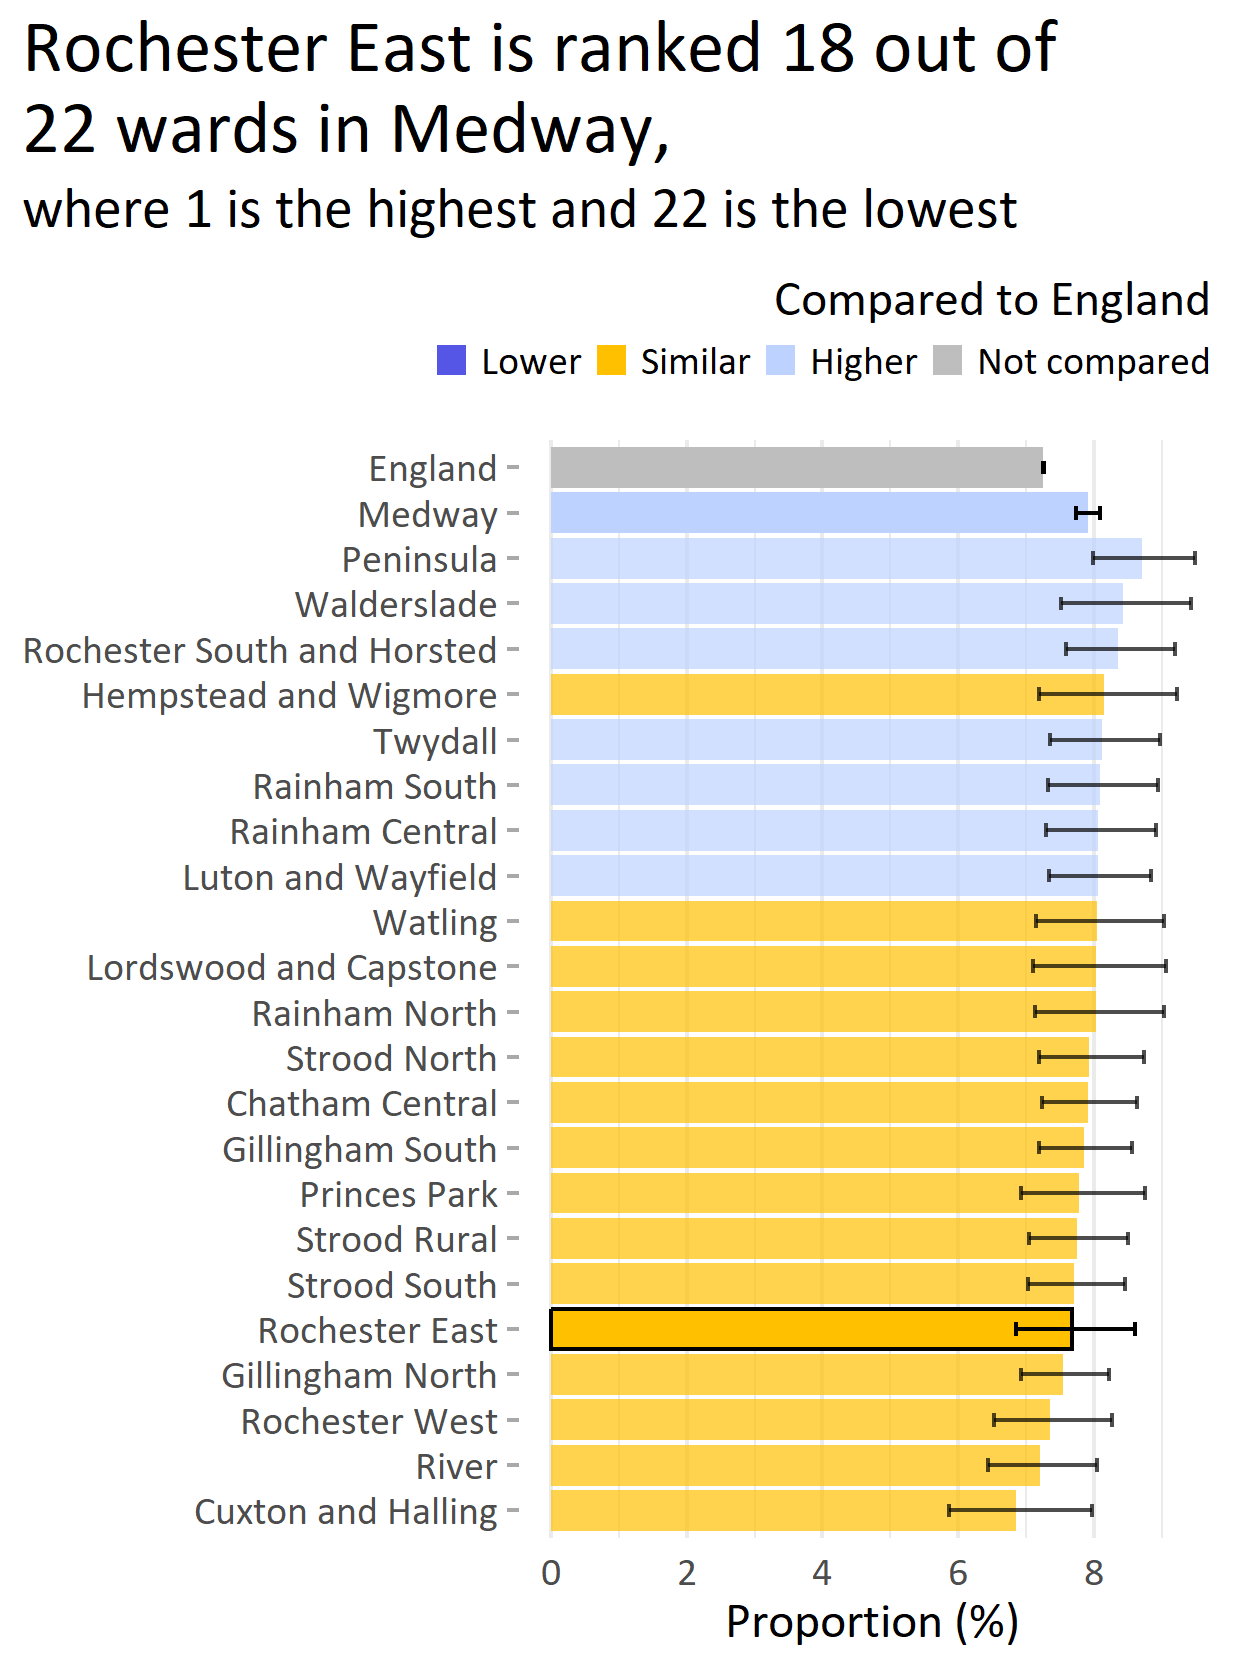 Rochester East is ranked 18 out of
22 wards in Medway,
where 1 is the highest and 22 is the lowest
Compared to England
Lower Similar Higher Not compared
England
Medway
Peninsula
Walderslade
Rochester South and Horsted
Hempstead and Wigmore
Twydall
Rainham South
Rainham Central
Luton and Wayfield
Watling
Lordswood and Capstone
Rainham North
Strood North
Chatham Central
Gillingham South
Princes Park
Strood Rural
Strood South
Rochester East
Gillingham North
Rochester West
River
Cuxton and Halling
0 2 4 6 8
Proportion (%)